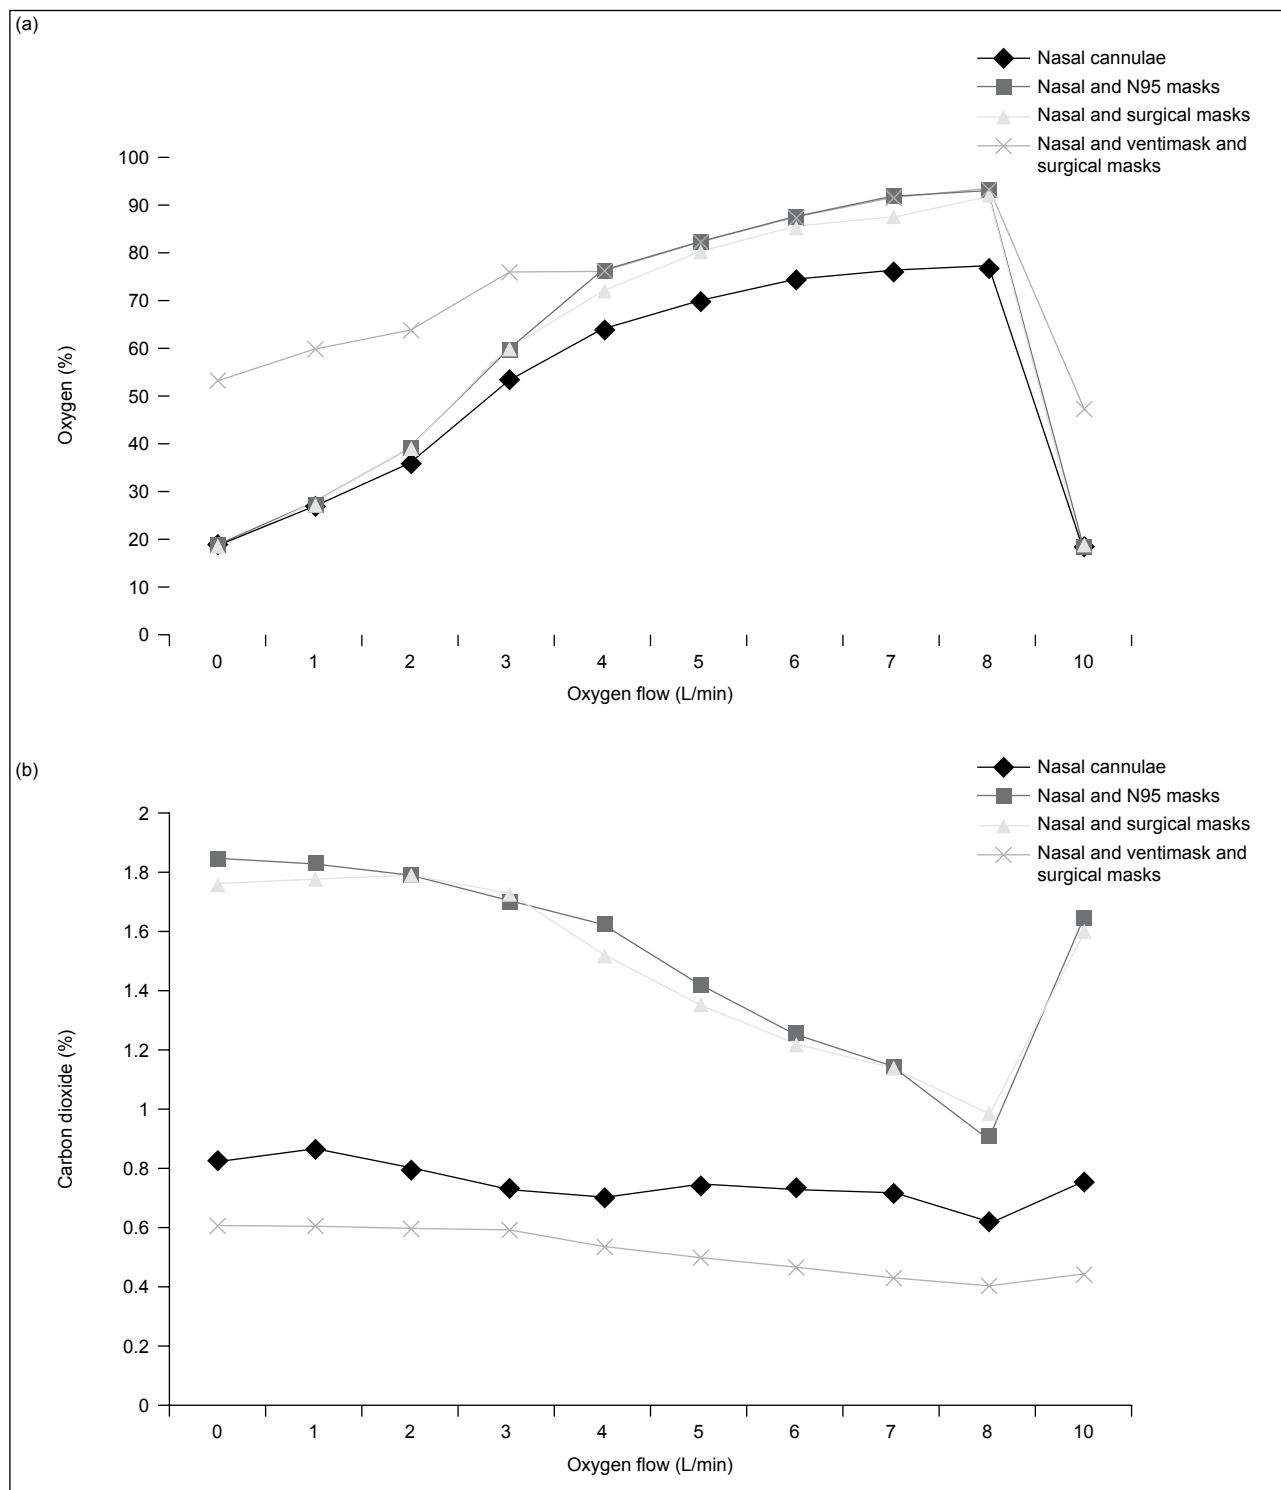 (a)
Nasal cannulae
Nasal and N95 masks
Nasal and surgical masks
Nasal and ventimask and
surgical masks
100
90
80
70
60
50
40
30
20
10
0
Oxygen (%)
0 1 2 3 4 5 6 7 8 10
Oxygen flow (L/min)
(b)
Nasal cannulae
Nasal and N95 masks
Nasal and surgical masks
Nasal and ventimask and
surgical masks
2
1.8
1.6
1.4
1.2
1
0.8
0.6
0.4
0.2
0
Carbon dioxide (%)
0 1 2 3 4 5 6 7 8 10
Oxygen flow (L/min)